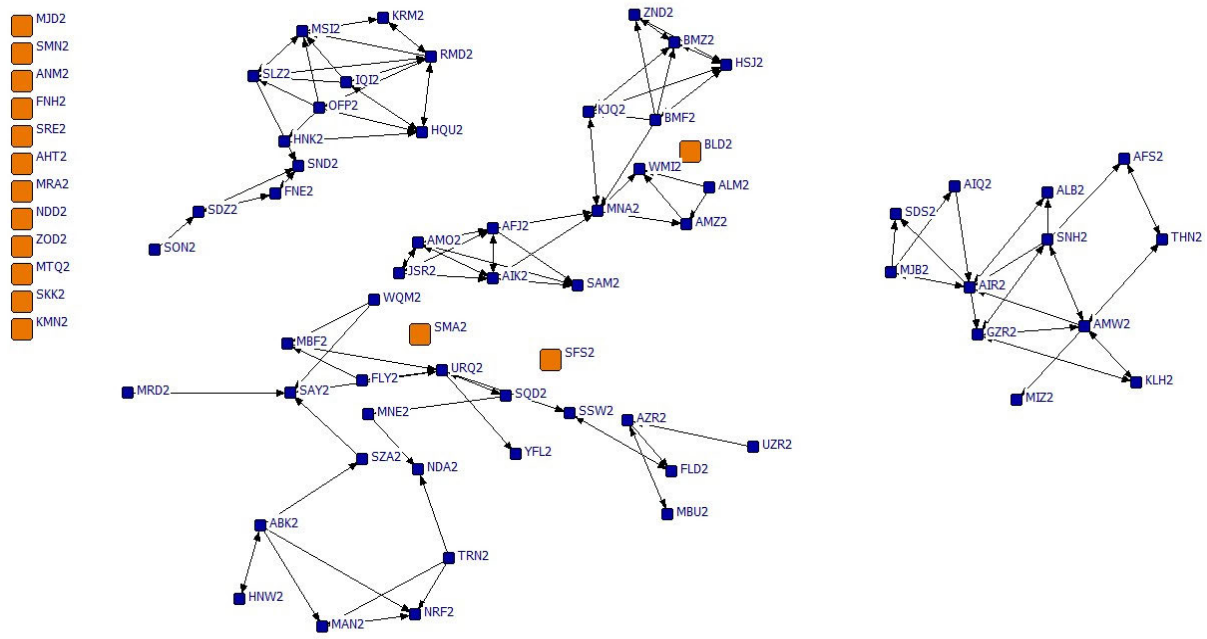 MJD2
SMN2
ANM2
FNH2
SRE2
AHT2
MRA2
NDD2
ZOD2
MTQ2
SKK2
KMN2
KRM2
MSI2
RMD2
SLZ2
IQI2
OFP2
HQU2
HNK2
SND2
FNE2
SDZ2
SON2
ZND2
BMZ2
HSJ2
KJQ2
BMF2
BLD2
WMI2
ALM2
MNA2
AMZ2
AFJ2
AMO2
JSR2
AIK2
SAM2
WQM2
SMA2
MBF2
SFS2
URQ2
FLY2
MRD2
SAY2
SQD2
MNE2
SSW2
AZR2
UZR2
YFL2
SZA2
NDA2
FLD2
MBU2
ABK2
TRN2
HNW2
MAN2
NRF2
AFS2
AIQ2
ALB2
SDS2
SNH2
THN2
MJB2
AIR2
GZR2
AMW2
KLH2
MIZ2